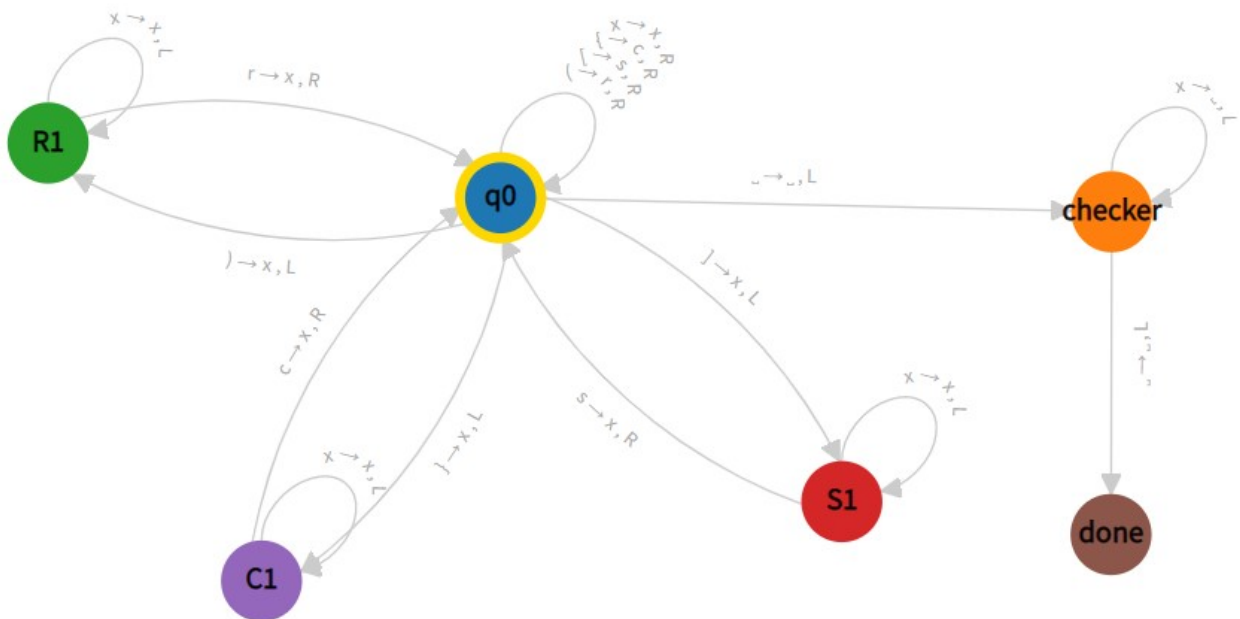 x→x,L
r→x,R
R1
x→x,R
{→c,R
[→s,R
(→r,R
q0
)→x,L
␣→␣,L
x→␣,L
checker
]→x,L
c→x,R
}→x,L
s→x,R
␣→␣,L
x→x,L
x→x,L
S1
done
C1